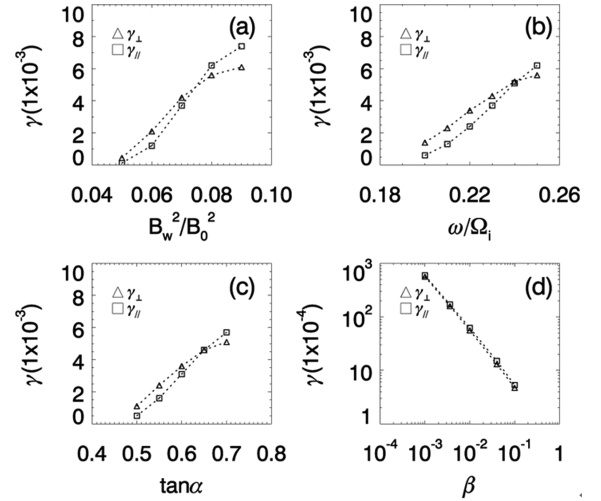 (a)
γ⊥
γ//
10
8
6
4
2
0
γ(1x10⁻³)
0.04 0.06 0.08 0.10
B_w²/B₀²
(b)
γ⊥
γ//
10
8
6
4
2
0
γ(1x10⁻³)
0.18 0.22 0.26
ω/Ωᵢ
(c)
γ⊥
γ//
10
8
6
4
2
0
γ(1x10⁻³)
0.4 0.5 0.6 0.7 0.8
tanα
(d)
γ⊥
γ//
10³
10²
10
1
γ(1x10⁻⁴)
10⁻⁴ 10⁻³ 10⁻² 10⁻¹ 1
β